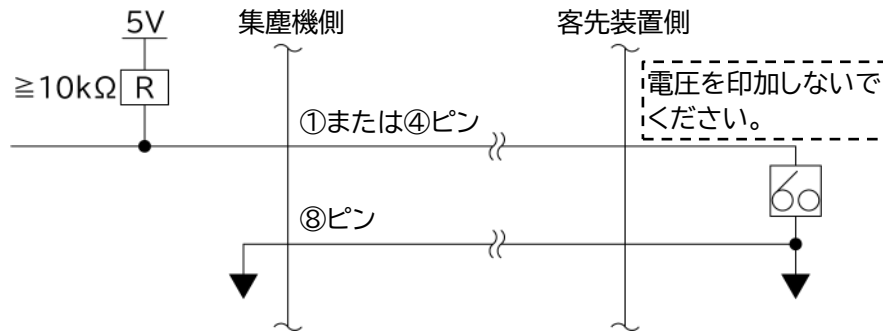 5V
集塵機側
客先装置側
≧10kΩ R
電圧を印加しないで
ください。
①または④ピン
⑧ピン